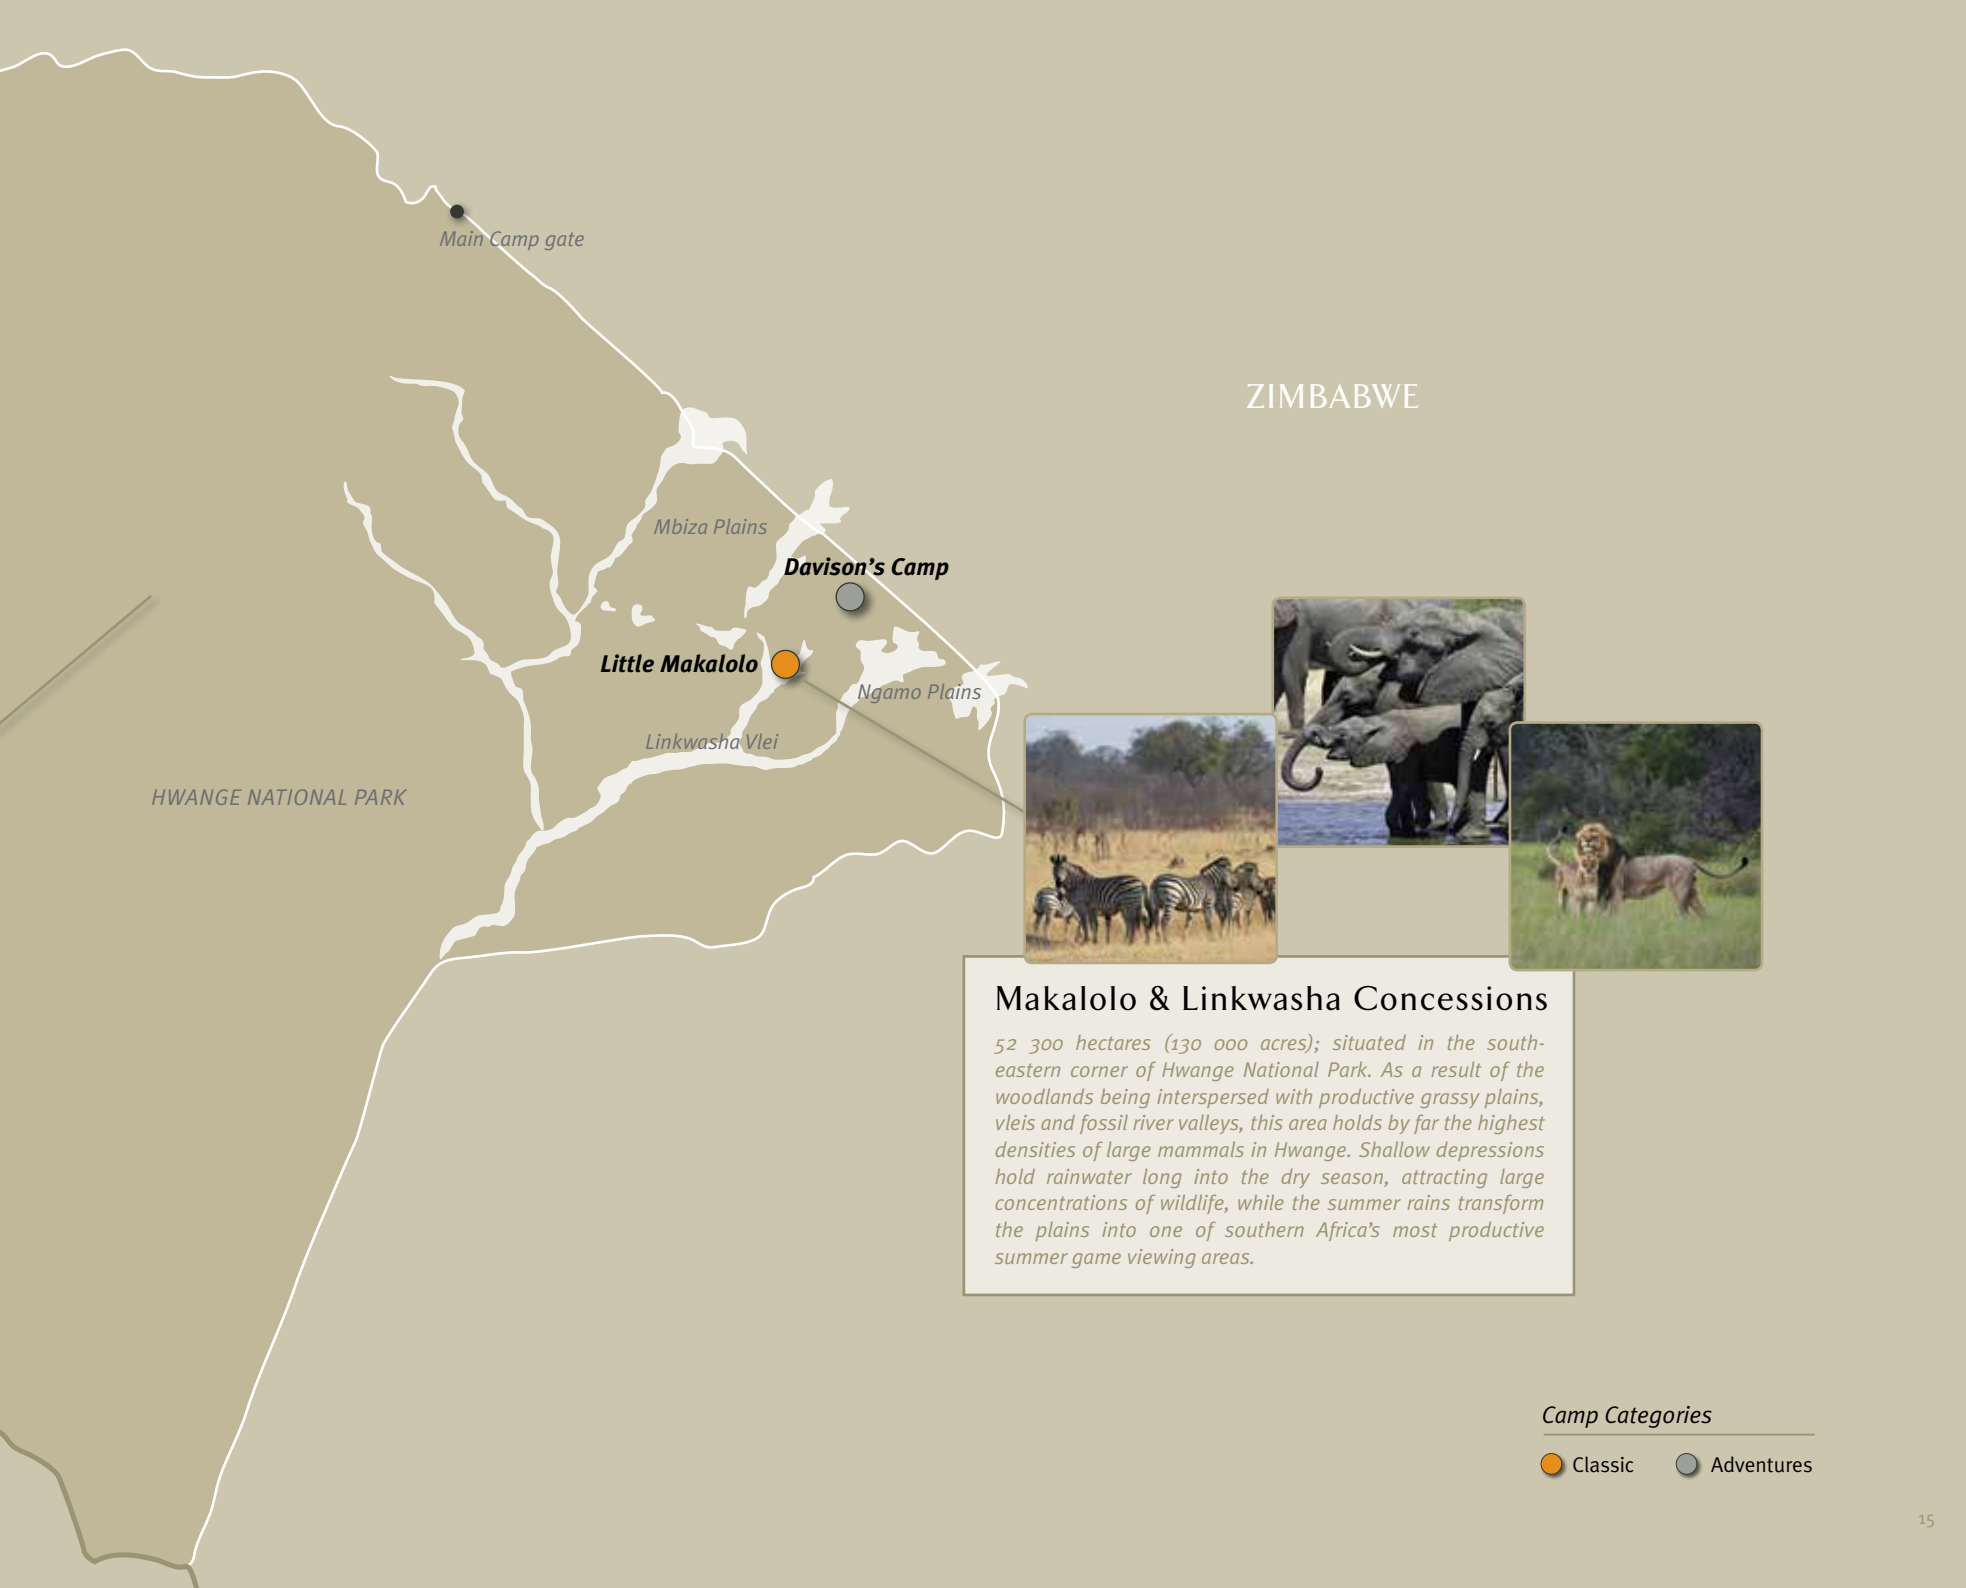 Main Camp gate
ZIMBABWE
Mbiza Plains
Davison’s Camp
Little Makalolo
Ngamo Plains
Linkwasha Vlei
HWANGE NATIONAL PARK
Makalolo & Linkwasha Concessions
52 300 hectares (130 000 acres); situated in the south-
eastern corner of Hwange National Park. As a result of the
woodlands being interspersed with productive grassy plains,
vleis and fossil river valleys, this area holds by far the highest
densities of large mammals in Hwange. Shallow depressions
hold rainwater long into the dry season, attracting large
concentrations of wildlife, while the summer rains transform
the plains into one of southern Africa’s most productive
summer game viewing areas.
Camp Categories
Classic
Adventures
15